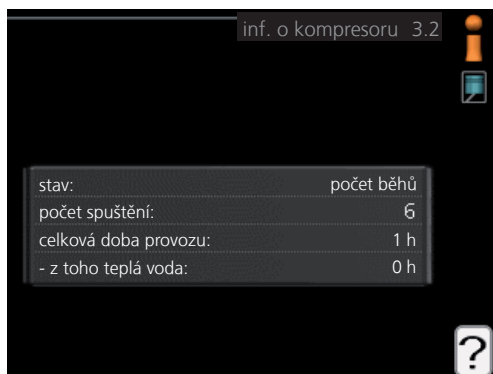 inf. o kompresoru 3.2
stav: počet běhů
počet spuštění: 6
celková doba provozu: 1 h
- z toho teplá voda: 0 h
?